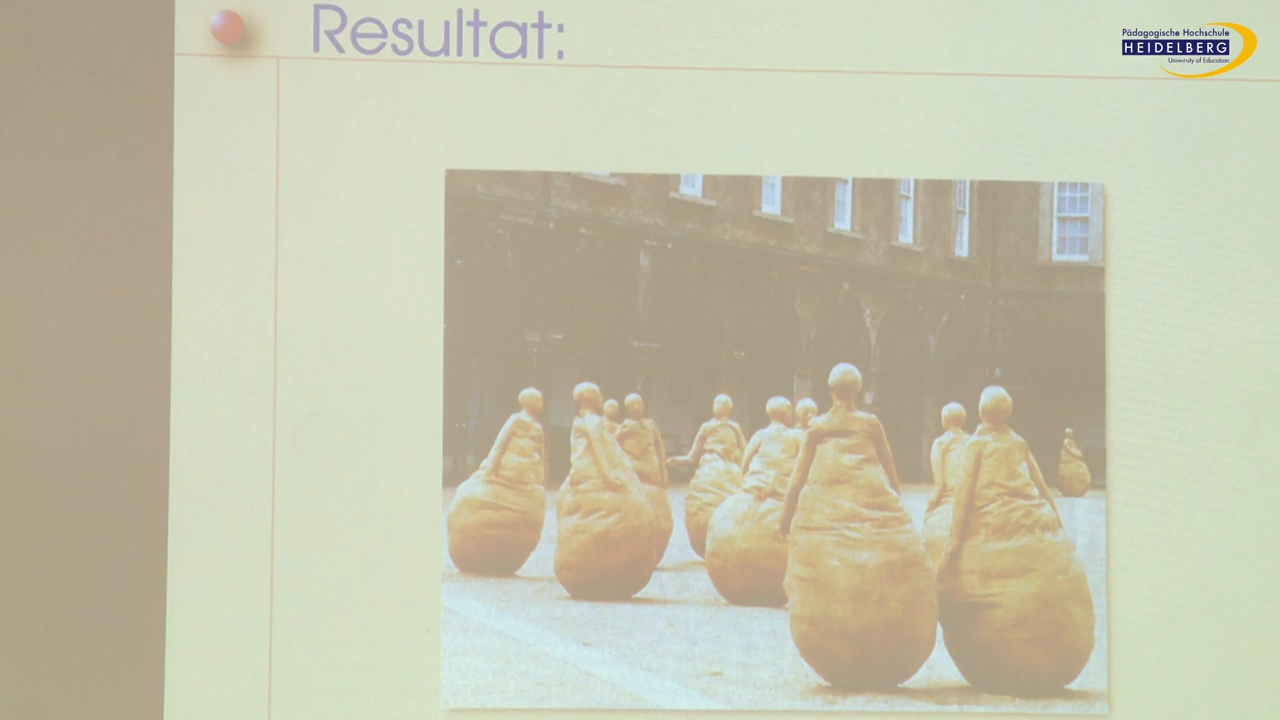 Resultat:
Pädagogische Hochschule
HEIDELBERG
University of Education